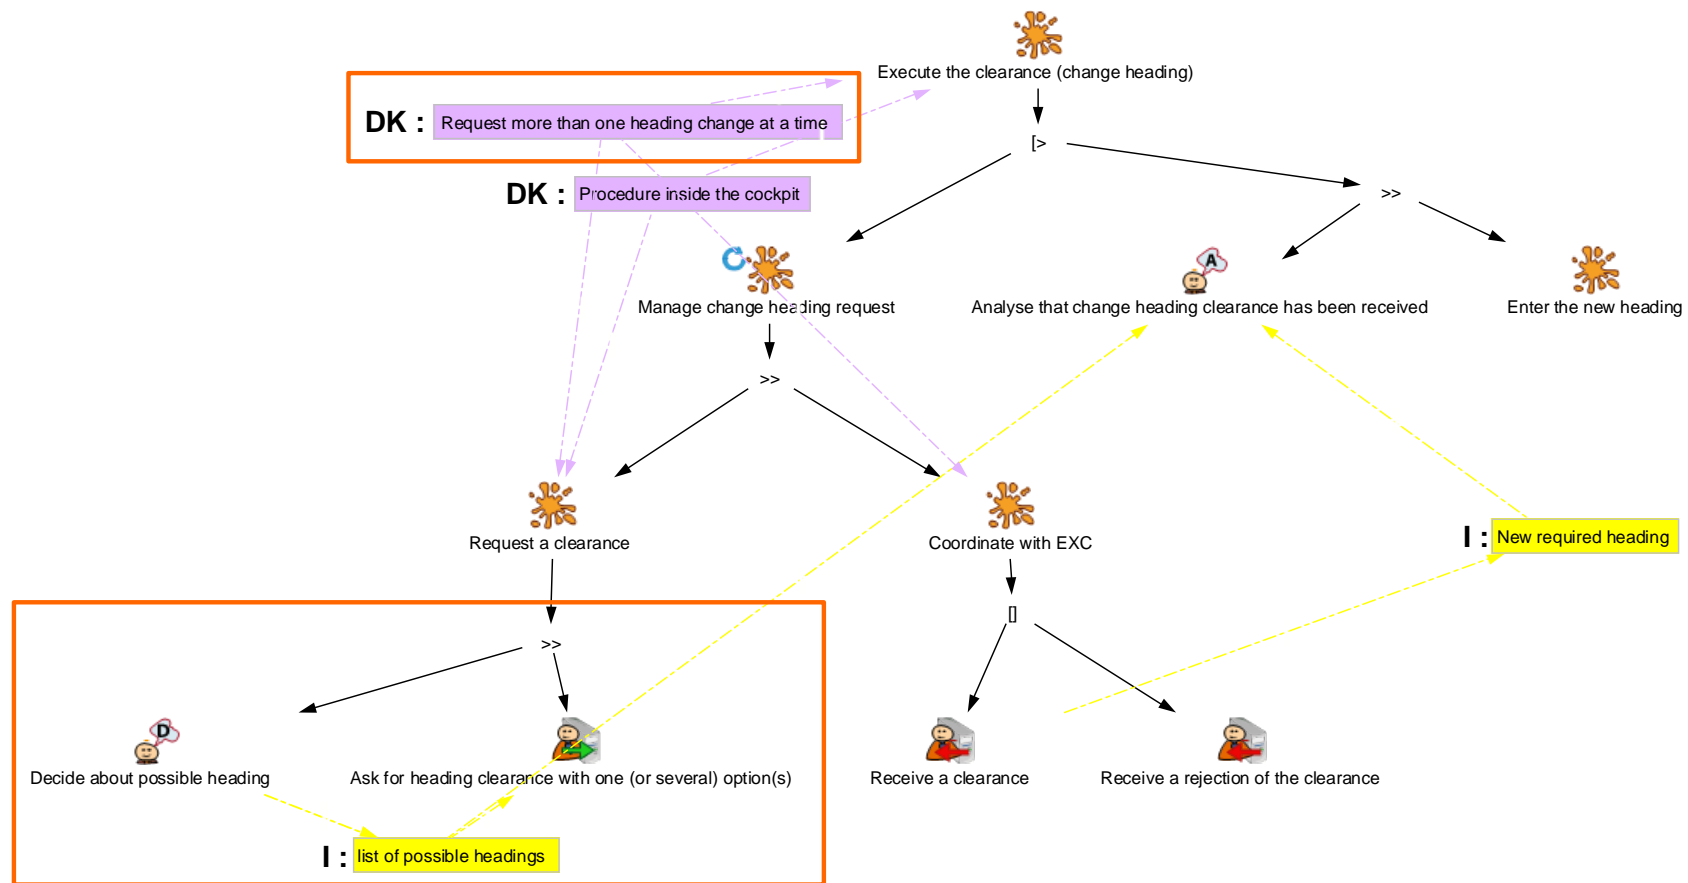 Execute the clearance (change heading)
DK : Request more than one heading change at a time
[>
DK : Procedure inside the cockpit
>>
A
Manage change heading request
Analyse that change heading clearance has been received
Enter the new heading
>>
Request a clearance
Coordinate with EXC
I : New required heading
[]
>>
D
Decide about possible heading
Ask for heading clearance with one (or several) option(s)
Receive a clearance
Receive a rejection of the clearance
I : list of possible headings